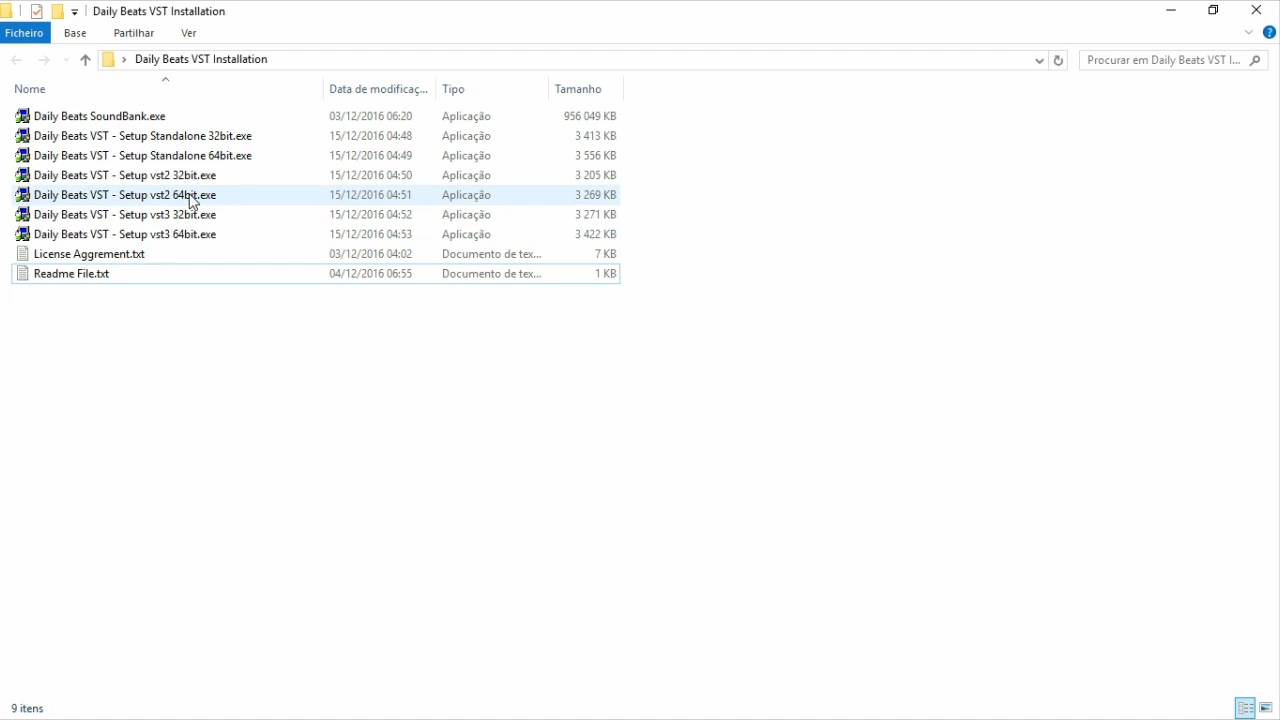 Daily Beats VST Installation
Ficheiro Base Partilhar Ver
Daily Beats VST Installation Procurar em Daily Beats VST I...
Nome Data de modificaç... Tipo Tamanho
Daily Beats SoundBank.exe 03/12/2016 06:20 Aplicação 956 049 KB
Daily Beats VST - Setup Standalone 32bit.exe 15/12/2016 04:48 Aplicação 3 413 KB
Daily Beats VST - Setup Standalone 64bit.exe 15/12/2016 04:49 Aplicação 3 556 KB
Daily Beats VST - Setup vst2 32bit.exe 15/12/2016 04:50 Aplicação 3 205 KB
Daily Beats VST - Setup vst2 64bit.exe 15/12/2016 04:51 Aplicação 3 269 KB
Daily Beats VST - Setup vst3 32bit.exe 15/12/2016 04:52 Aplicação 3 271 KB
Daily Beats VST - Setup vst3 64bit.exe 15/12/2016 04:53 Aplicação 3 422 KB
License Aggrement.txt 03/12/2016 04:02 Documento de tex... 7 KB
Readme File.txt 04/12/2016 06:55 Documento de tex... 1 KB
9 itens